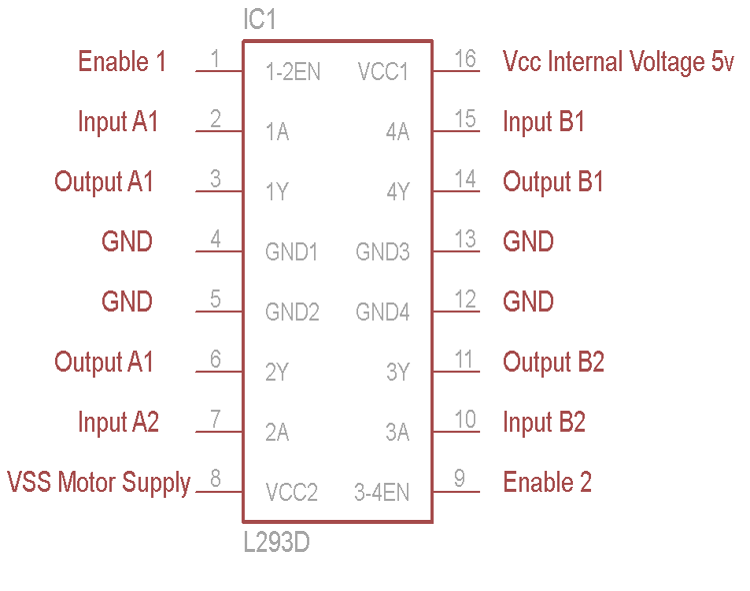 IC1
Enable 1 1 1-2EN VCC1 16 Vcc Internal Voltage 5v
Input A1 2 1A 4A 15 Input B1
Output A1 3 1Y 4Y 14 Output B1
GND 4 GND1 GND3 13 GND
GND 5 GND2 GND4 12 GND
Output A1 6 2Y 3Y 11 Output B2
Input A2 7 2A 3A 10 Input B2
VSS Motor Supply 8 VCC2 3-4EN 9 Enable 2
L293D